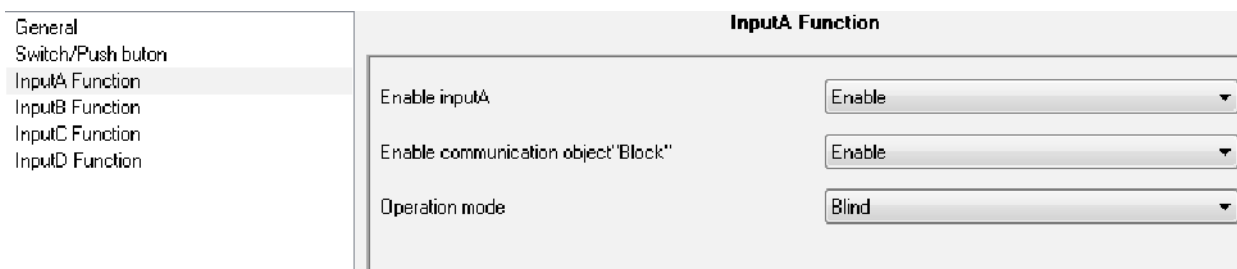 General
Switch/Push buton
InputA Function
InputB Function
InputC Function
InputD Function
InputA Function
Enable inputA Enable
Enable communication object"Block" Enable
Operation mode Blind